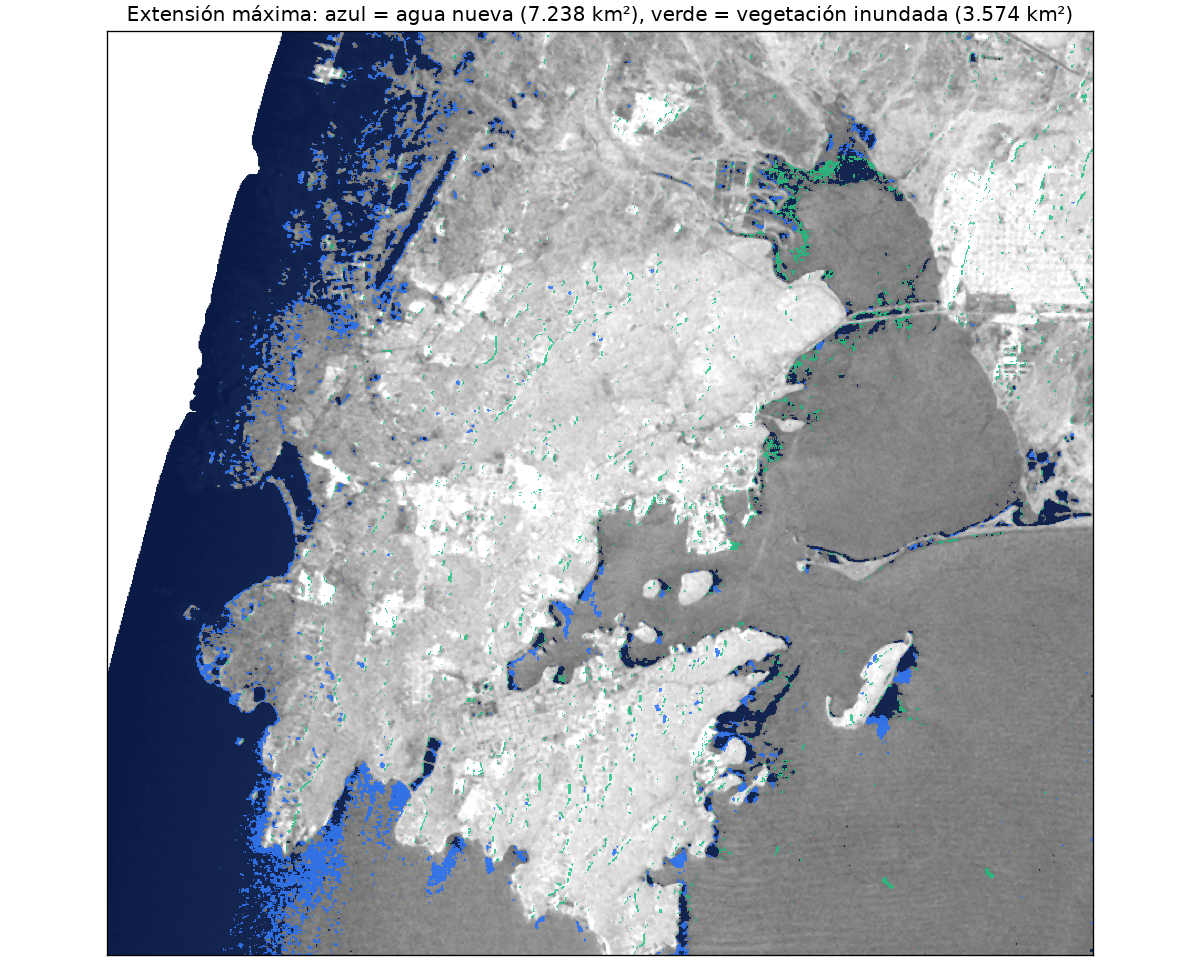 Extensión máxima: azul = agua nueva (7.238 km²), verde = vegetación inundada (3.574 km²)